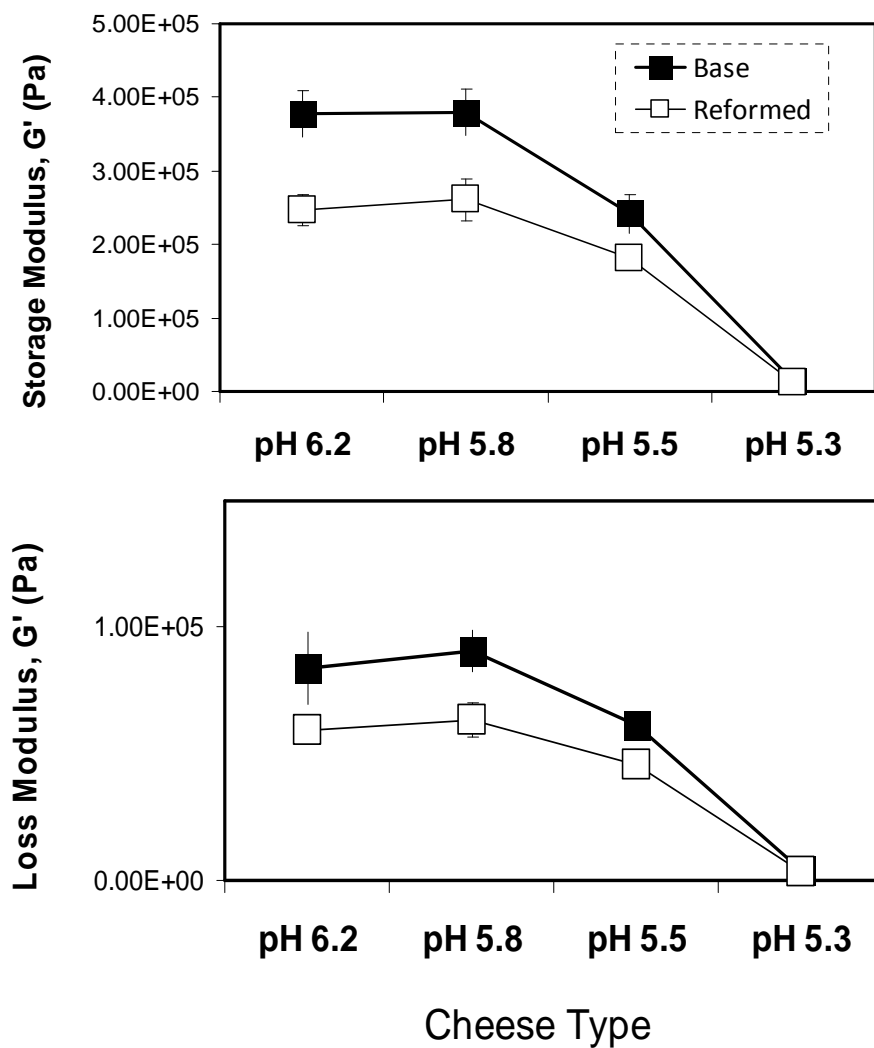 Storage Modulus, G' (Pa)
5.00E+05
4.00E+05
3.00E+05
2.00E+05
1.00E+05
0.00E+00
Base
Reformed
pH 6.2 pH 5.8 pH 5.5 pH 5.3
Loss Modulus, G' (Pa)
1.00E+05
0.00E+00
pH 6.2 pH 5.8 pH 5.5 pH 5.3
Cheese Type